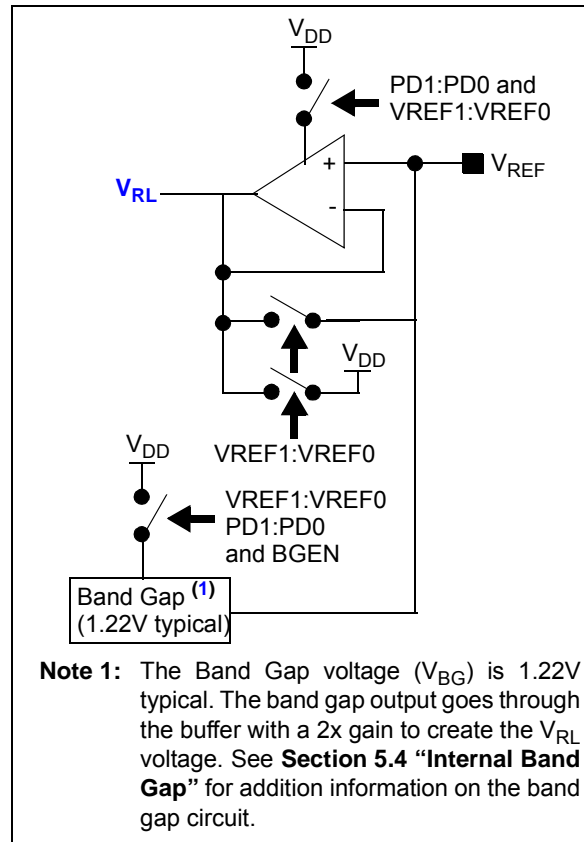 VDD
PD1:PD0 and
VREF1:VREF0
+
VREF
VRL
-
VDD
VREF1:VREF0
VDD
VREF1:VREF0
PD1:PD0
and BGEN
Band Gap (1)
(1.22V typical)
Note 1: The Band Gap voltage (VBG) is 1.22V
typical. The band gap output goes through
the buffer with a 2x gain to create the VRL
voltage. See Section 5.4 “Internal Band
Gap” for addition information on the band
gap circuit.